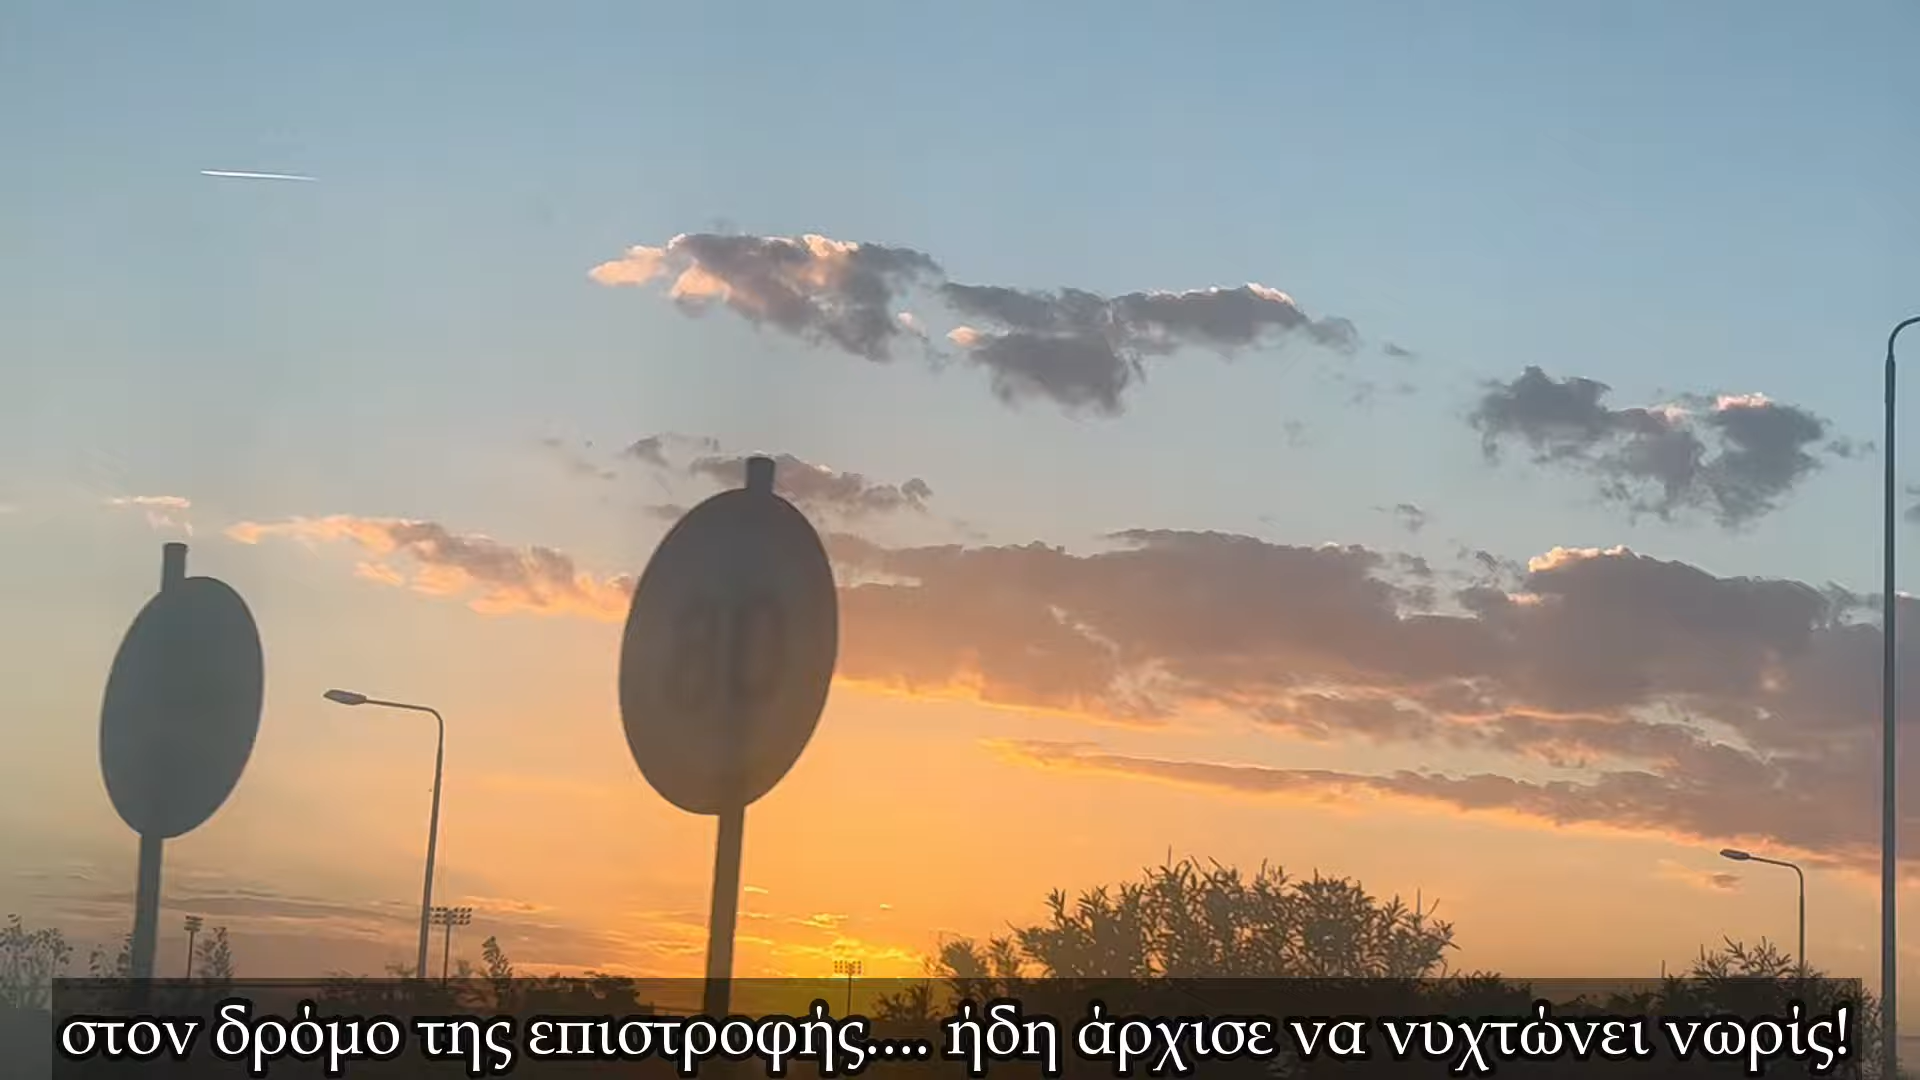 στον δρόμο της επιστροφής.... ήδη άρχισε να νυχτώνει νωρίς!